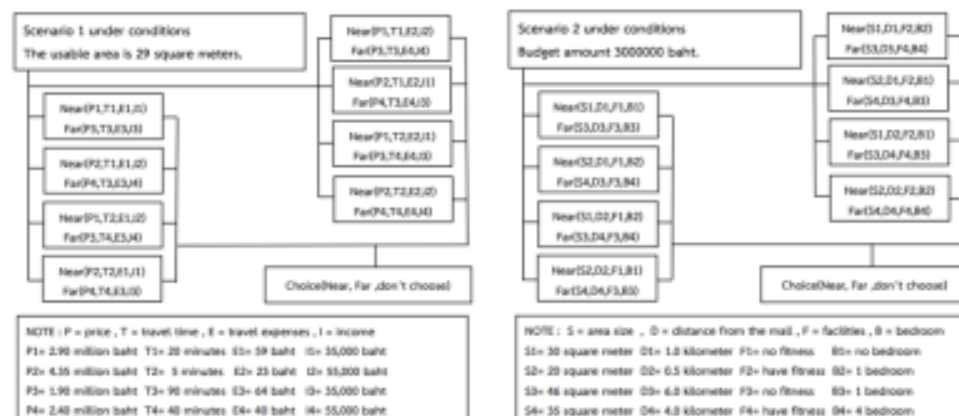 Scenario 1 under conditions
The usable area is 29 square meters.
Near(P1,T1,E1,I1)
Far(P3,T3,E3,I3)
Near(P2,T1,E1,I2)
Far(P4,T3,E3,I4)
Near(P1,T2,E1,I2)
Far(P3,T4,E3,I4)
Near(P2,T2,E1,I1)
Far(P4,T4,E3,I3)
Near(P1,T1,E2,I2)
Far(P3,T3,E4,I4)
Near(P2,T1,E2,I1)
Far(P4,T3,E4,I3)
Near(P1,T2,E2,I1)
Far(P3,T4,E4,I3)
Near(P2,T2,E2,I2)
Far(P4,T4,E4,I4)
Choice(Near, Far ,don't choose)
NOTE : P = price , T = travel time , E = travel expenses , I = income
P1= 2.90 million baht T1= 20 minutes E1= 59 baht I1= 35,000 baht
P2= 4.35 million baht T2= 5 minutes E2= 23 baht I2= 55,000 baht
P3= 1.90 million baht T3= 90 minutes E3= 64 baht I3= 35,000 baht
P4= 2.40 million baht T4= 40 minutes E4= 40 baht I4= 55,000 baht
Scenario 2 under conditions
Budget amount 3000000 baht.
Near(S1,D1,F1,B1)
Far(S3,D3,F3,B3)
Near(S2,D1,F1,B2)
Far(S4,D3,F3,B4)
Near(S1,D2,F1,B2)
Far(S3,D4,F3,B4)
Near(S2,D2,F1,B1)
Far(S4,D4,F3,B3)
Near(S1,D1,F2,B2)
Far(S3,D3,F4,B4)
Near(S2,D1,F2,B1)
Far(S4,D3,F4,B3)
Near(S1,D2,F2,B1)
Far(S3,D4,F4,B3)
Near(S2,D2,F2,B2)
Far(S4,D4,F4,B4)
Choice(Near, Far ,don't choose)
NOTE : S = area size , D = distance from the mall , F = facilities , B = bedroom
S1= 30 square meter D1= 1.0 kilometer F1= no fitness B1= no bedroom
S2= 20 square meter D2= 0.5 kilometer F2= have fitness B2= 1 bedroom
S3= 46 square meter D3= 6.0 kilometer F3= no fitness B3= 1 bedroom
S4= 35 square meter D4= 4.0 kilometer F4= have fitness B4= 4 bedroom